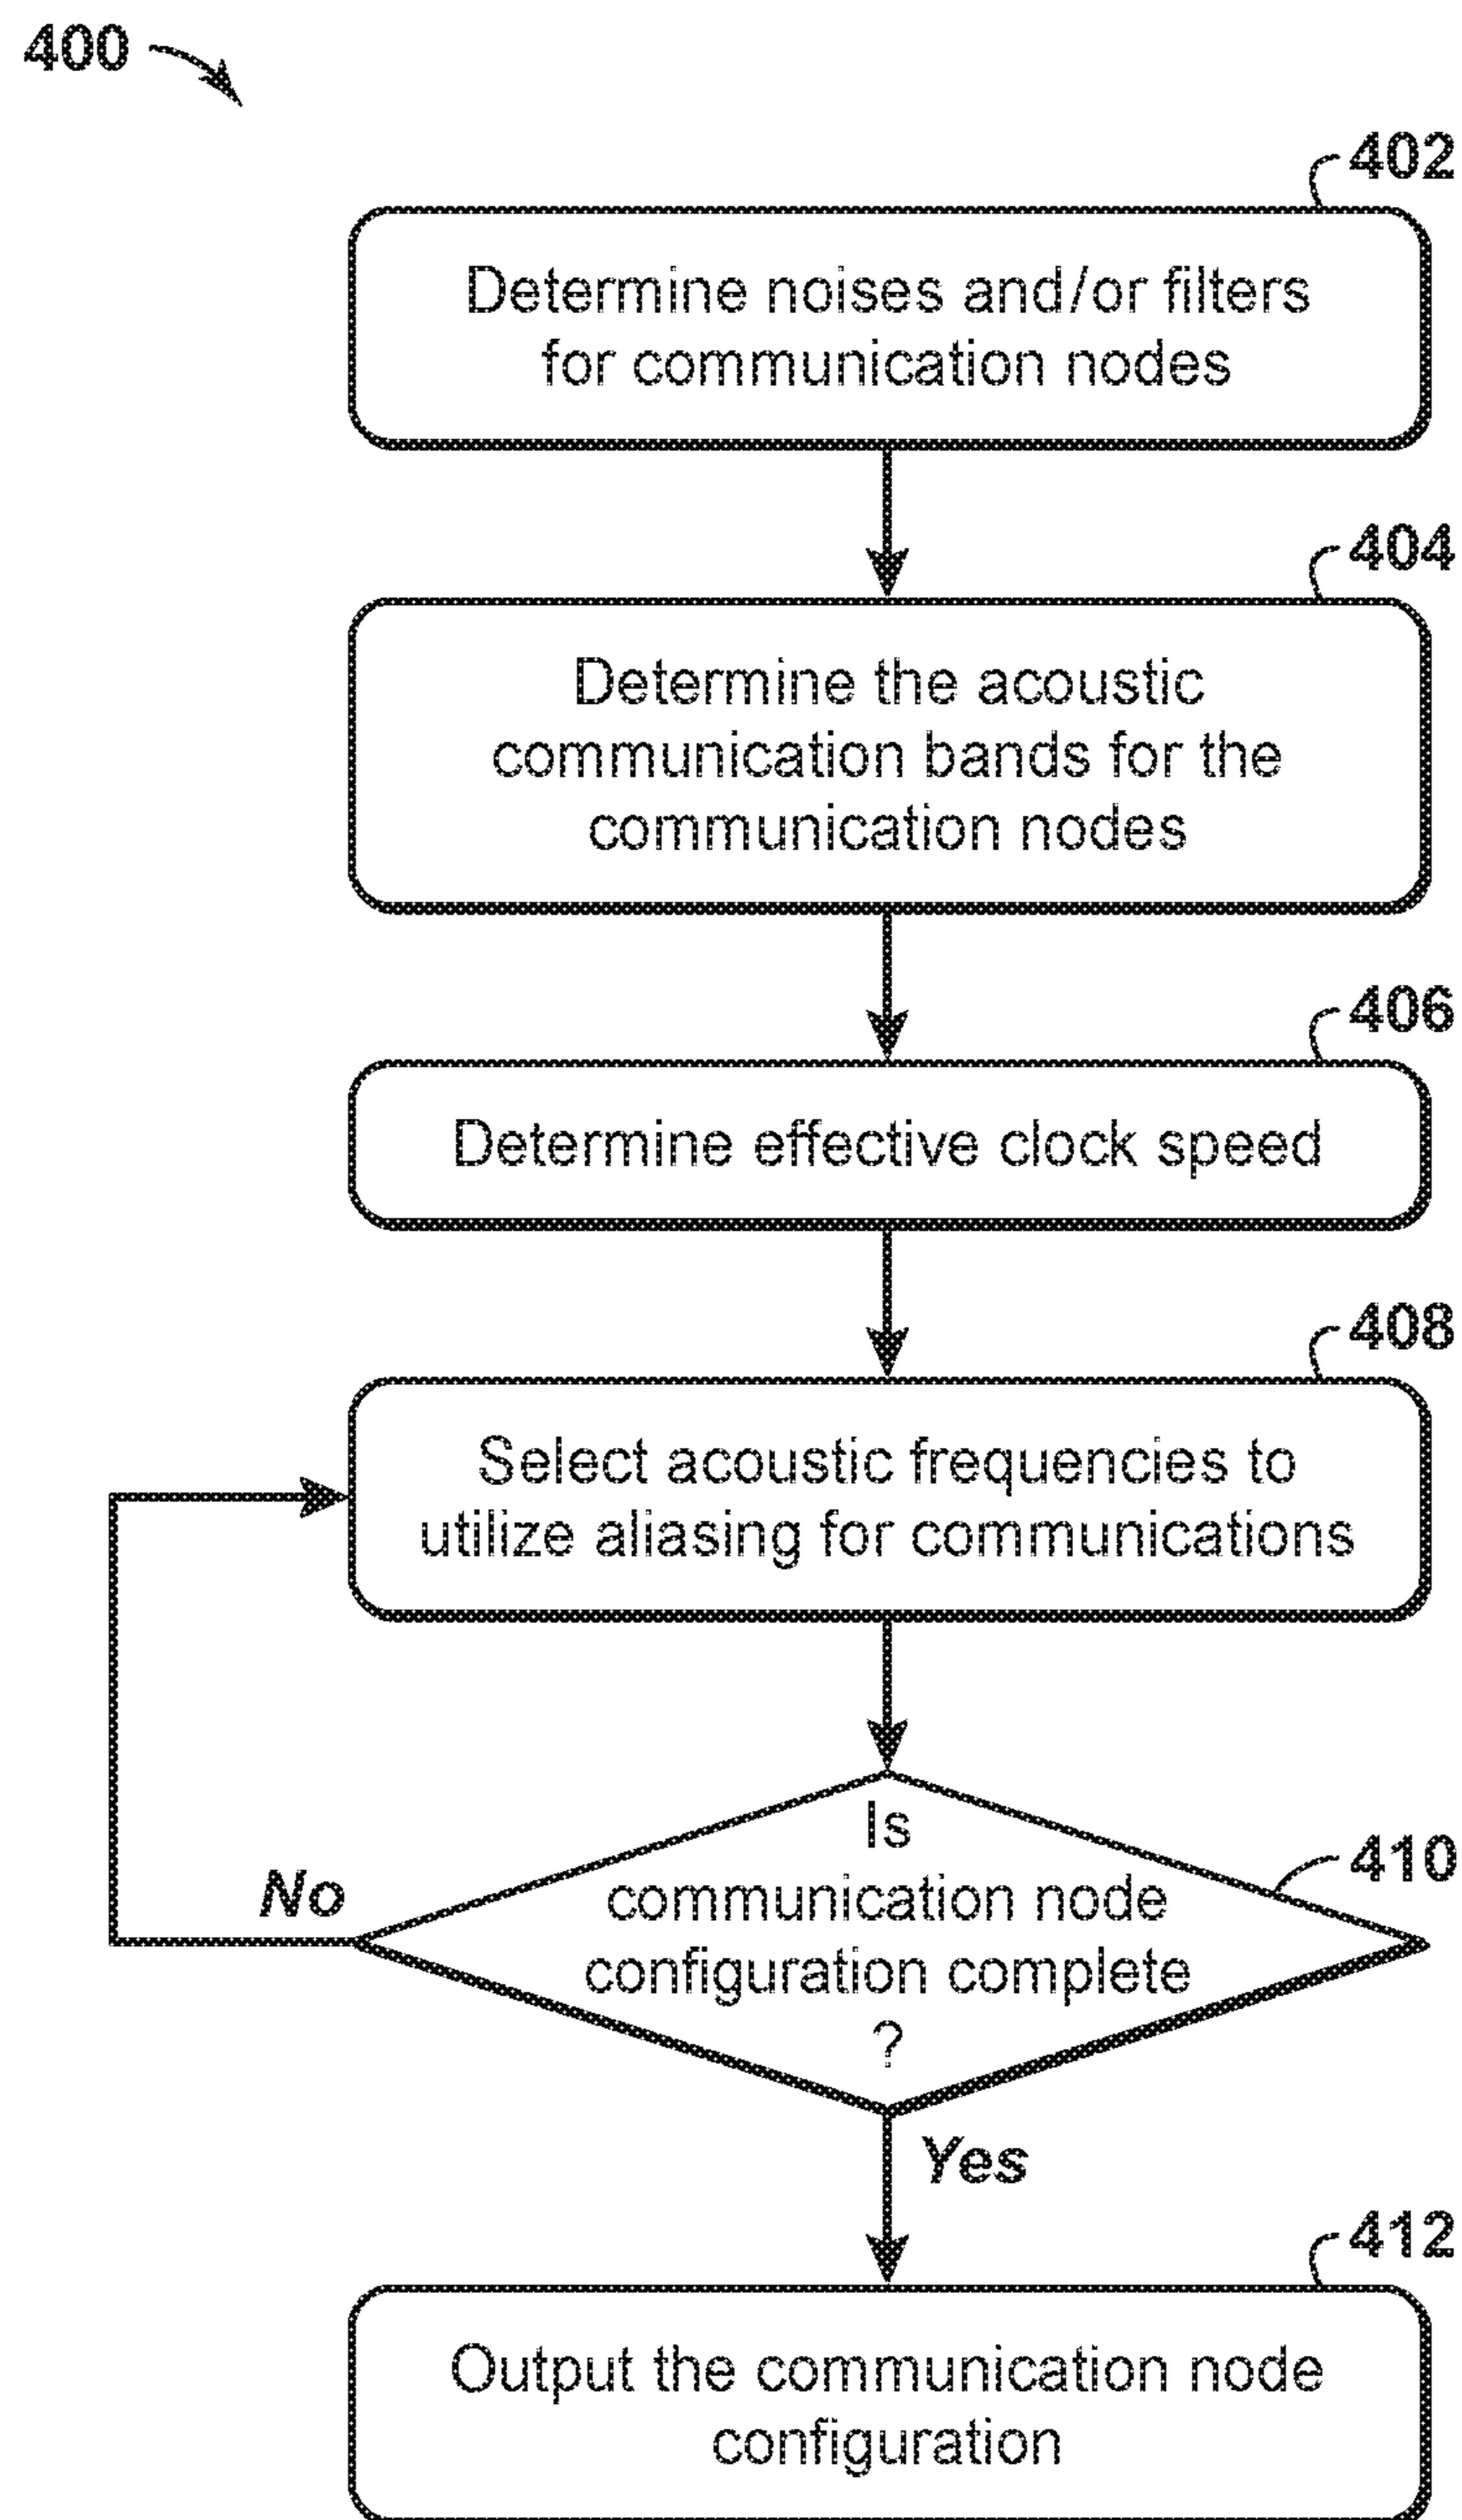 400
402
Determine noises and/or filters
for communication nodes
404
Determine the acoustic
communication bands for the
communication nodes
406
Determine effective clock speed
408
Select acoustic frequencies to
utilize aliasing for communications
410
Is
communication node
configuration complete
?
No
Yes
412
Output the communication node
configuration